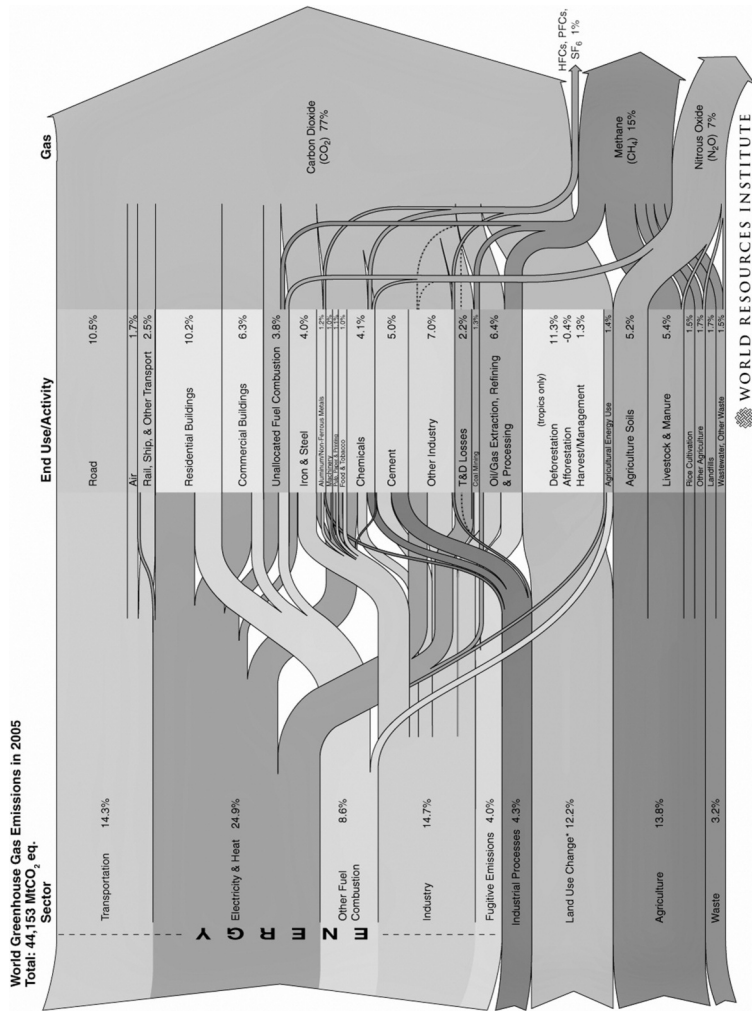 World Greenhouse Gas Emissions in 2005
Total: 44,153 MtCO2 eq.
Sector
End Use/Activity
Gas
ENERGY
Transportation 14.3%
Electricity & Heat 24.9%
Other Fuel
Combustion 8.6%
Industry 14.7%
Fugitive Emissions 4.0%
Industrial Processes 4.3%
Land Use Change* 12.2%
Agriculture 13.8%
Waste 3.2%
Road 10.5%
Air 1.7%
Rail, Ship, & Other Transport 2.5%
Residential Buildings 10.2%
Commercial Buildings 6.3%
Unallocated Fuel Combustion 3.8%
Iron & Steel 4.0%
Aluminum/Non-Ferrous Metals 1.2%
Machinery
Food & Tobacco 1.0%
Chemicals 4.1%
Cement 5.0%
Other Industry 7.0%
T&D Losses 2.2%
Coal Mining 1.3%
Oil/Gas Extraction, Refining
& Processing 6.4%
Deforestation (tropics only) 11.3%
Afforestation -0.4%
Harvest/Management 1.3%
Agricultural Energy Use 1.4%
Agriculture Soils 5.2%
Livestock & Manure 5.4%
Rice Cultivation 1.5%
Other Agriculture 1.7%
Landfills 1.7%
Wastewater, Other Waste 1.5%
Carbon Dioxide
(CO2) 77%
HFCs, PFCs,
SF6 1%
Methane
(CH4) 15%
Nitrous Oxide
(N2O) 7%
WORLD RESOURCES INSTITUTE